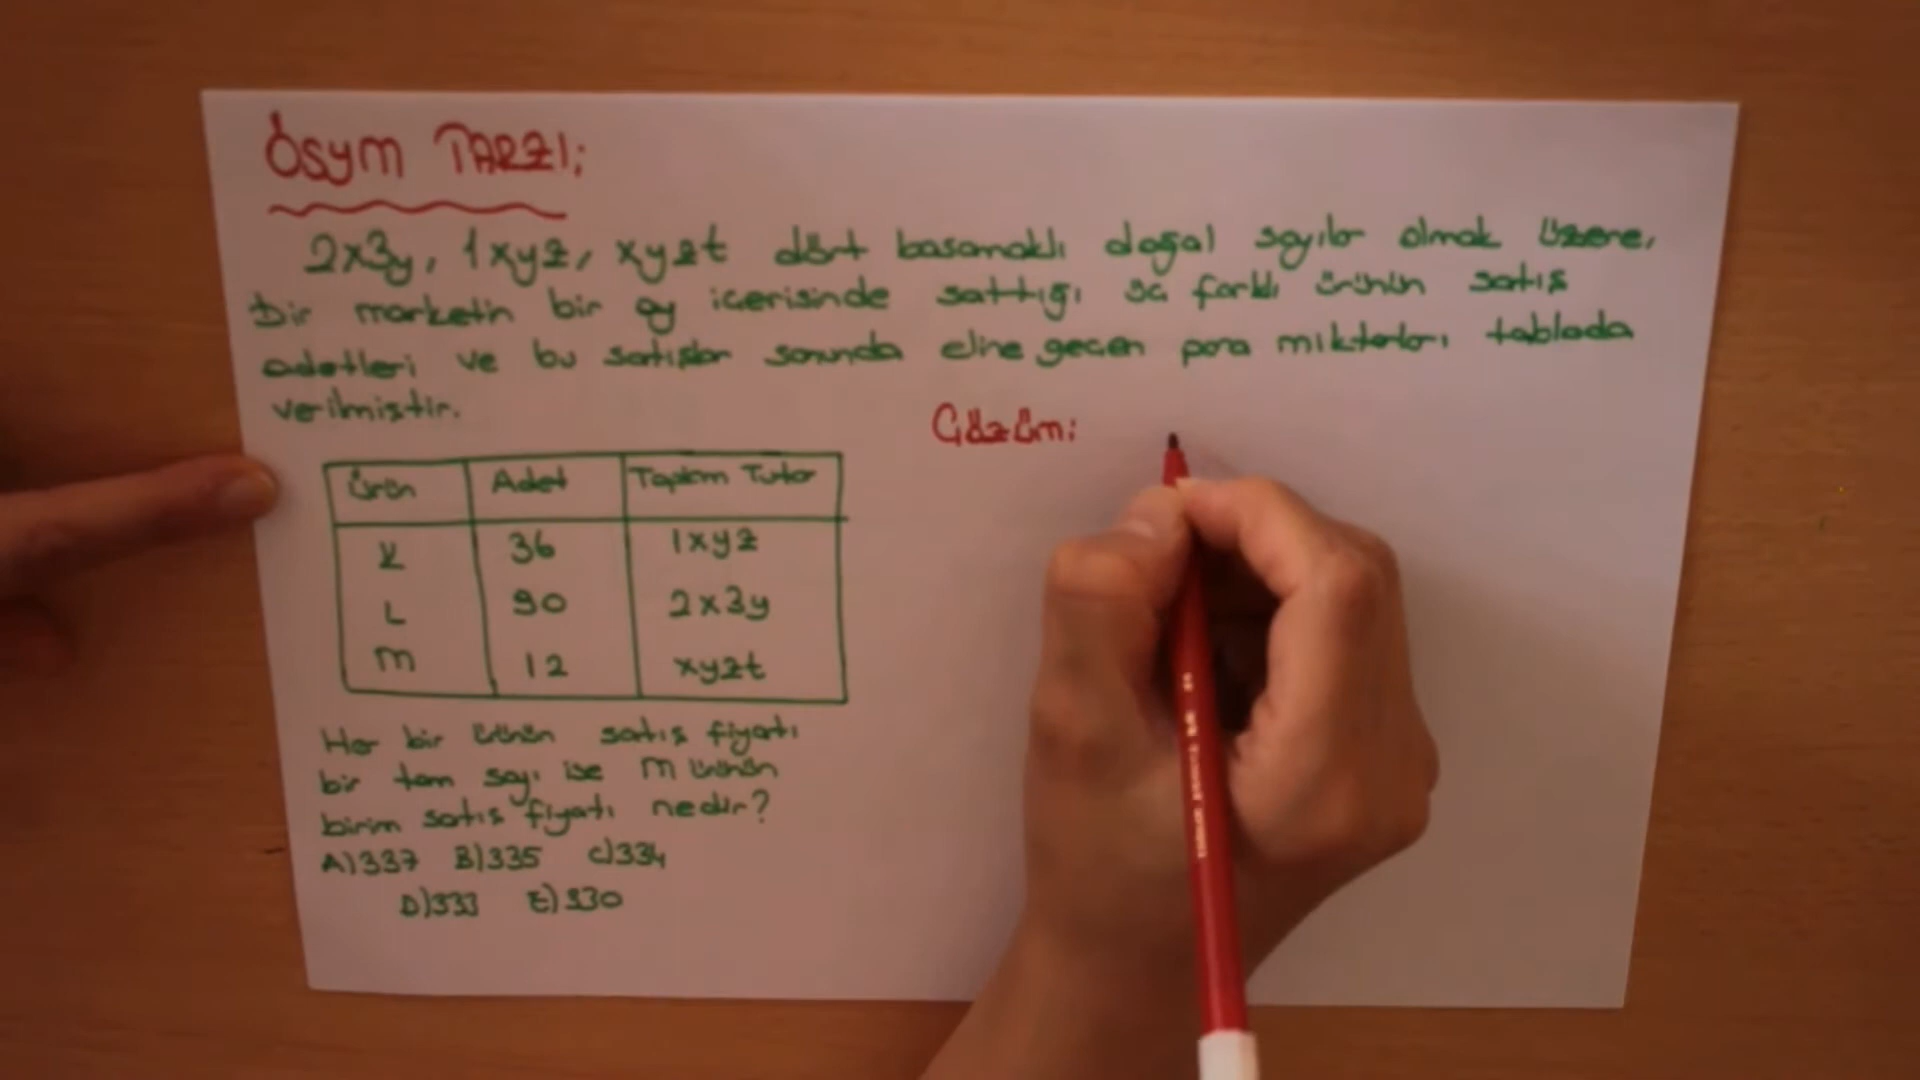 ÖSYM TARZI;
2x3y, 1xyz, xyzt dört basamaklı doğal sayılar olmak üzere,
bir marketin bir ay içerisinde sattığı üç farklı ürünün satış
adetleri ve bu satışlar sonunda eline geçen para miktarları tabloda
verilmiştir.
Çözüm:
Ürün Adet Toplam Tutar
K 36 1xyz
L 90 2x3y
M 12 xyzt
Her bir ürünün satış fiyatı
bir tam sayı ise M ürünün
birim satış fiyatı nedir?
A)337 B)335 C)334
D)333 E)330